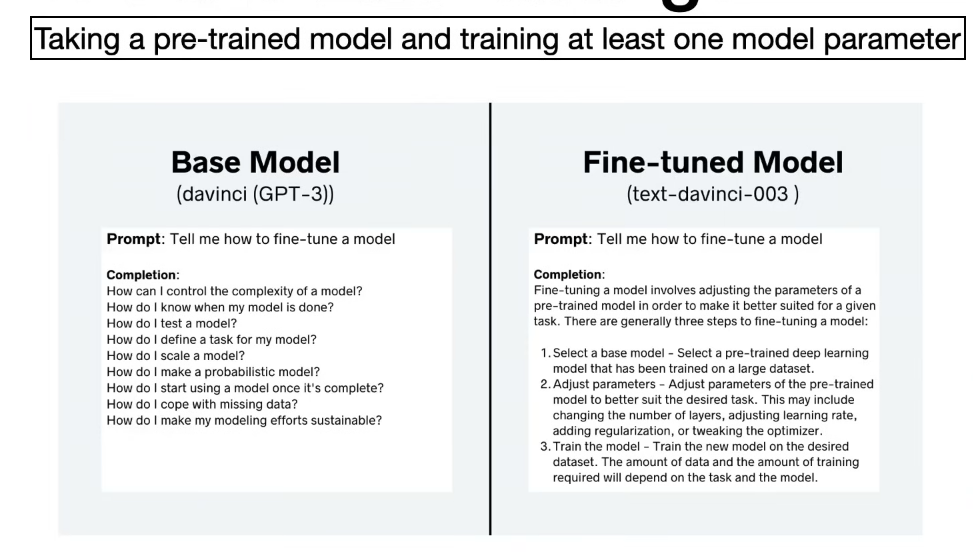 Taking a pre-trained model and training at least one model parameter
Base Model
(davinci (GPT-3))
Prompt: Tell me how to fine-tune a model
Completion:
How can I control the complexity of a model?
How do I know when my model is done?
How do I test a model?
How do I define a task for my model?
How do I scale a model?
How do I make a probabilistic model?
How do I start using a model once it's complete?
How do I cope with missing data?
How do I make my modeling efforts sustainable?
Fine-tuned Model
(text-davinci-003 )
Prompt: Tell me how to fine-tune a model
Completion:
Fine-tuning a model involves adjusting the parameters of a
pre-trained model in order to make it better suited for a given
task. There are generally three steps to fine-tuning a model:
1. Select a base model – Select a pre-trained deep learning
model that has been trained on a large dataset.
2. Adjust parameters – Adjust parameters of the pre-trained
model to better suit the desired task. This may include
changing the number of layers, adjusting learning rate,
adding regularization, or tweaking the optimizer.
3. Train the model – Train the new model on the desired
dataset. The amount of data and the amount of training
required will depend on the task and the model.